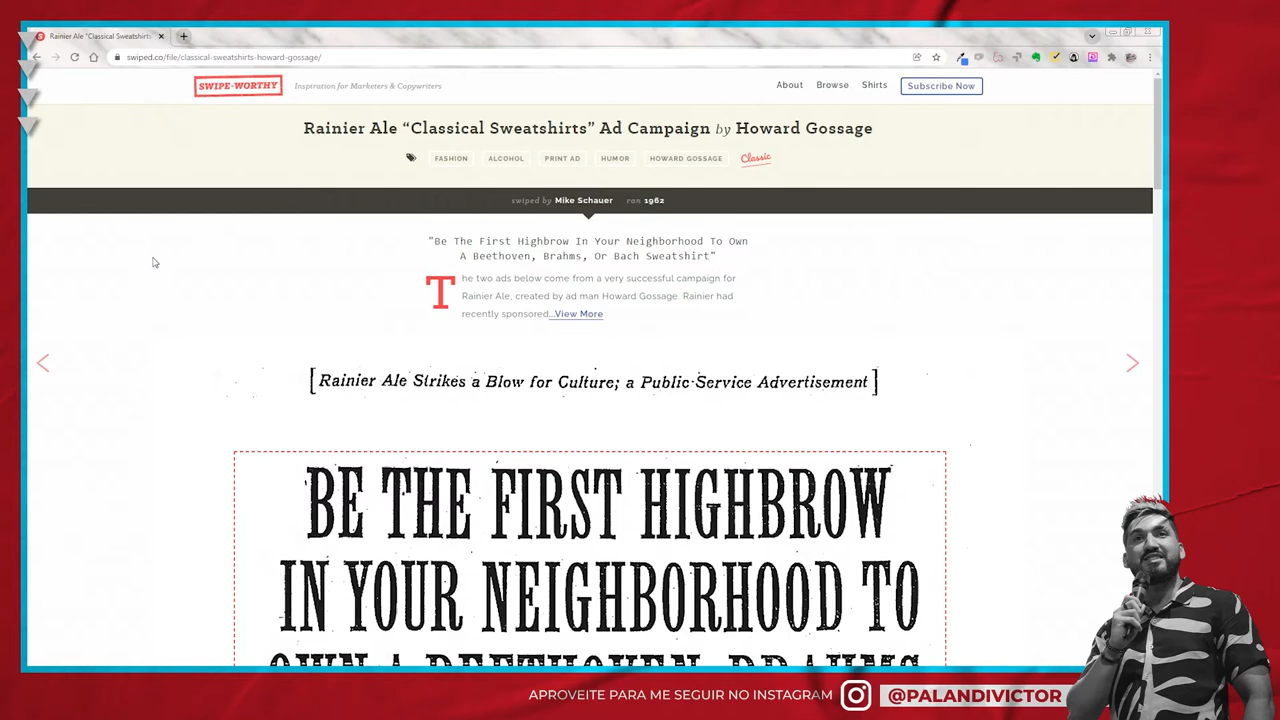 Rainier Ale "Classical Sweatshirts
swiped.co/file/classical-sweatshirts-howard-gossage/
SWIPE-WORTHY
Inspiration for Marketers & Copywriters
About
Browse
Shirts
Subscribe Now
Rainier Ale “Classical Sweatshirts” Ad Campaign by Howard Gossage
FASHION
ALCOHOL
PRINT AD
HUMOR
HOWARD GOSSAGE
Classic
swiped by Mike Schauer ran 1962
"Be The First Highbrow In Your Neighborhood To Own
A Beethoven, Brahms, Or Bach Sweatshirt"
The two ads below come from a very successful campaign for
Rainier Ale, created by ad man Howard Gossage. Rainier had
recently sponsored...View More
[Rainier Ale Strikes a Blow for Culture; a Public-Service Advertisement]
BE THE FIRST HIGHBROW
IN YOUR NEIGHBORHOOD TO
OWN A BEETHOVEN, BRAHMS
APROVEITE PARA ME SEGUIR NO INSTAGRAM
@PALANDIVICTOR